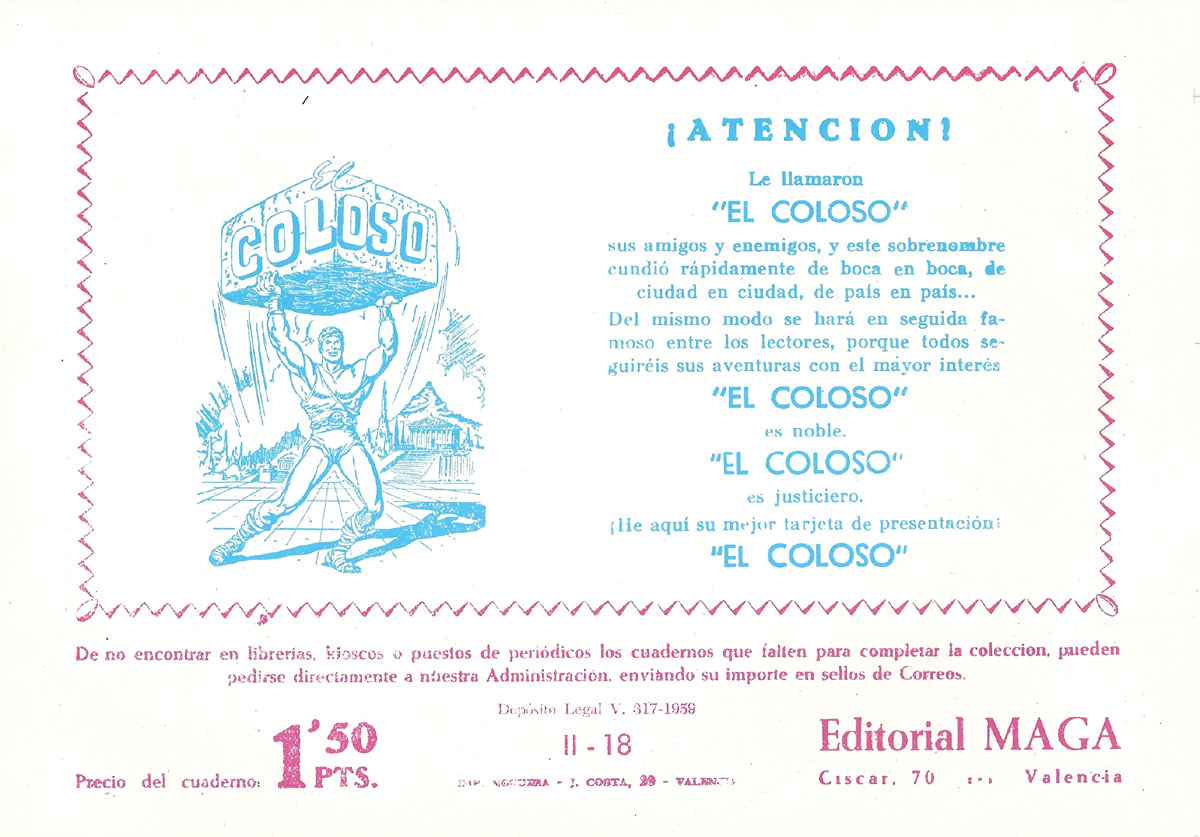 El
COLOSO
¡ATENCION!
Le llamaron
"EL COLOSO"
sus amigos y enemigos, y este sobrenombre
cundió rápidamente de boca en boca, de
ciudad en ciudad, de país en país...
Del mismo modo se hará en seguida fa-
moso entre los lectores, porque todos se-
guiréis sus aventuras con el mayor interés
"EL COLOSO"
es noble.
"EL COLOSO"
es justiciero.
¡He aquí su mejor tarjeta de presentación!
"EL COLOSO"
De no encontrar en librerías, kioscos o puestos de periódicos los cuadernos que falten para completar la coleccion, pueden
pedirse directamente a nuestra Administración, enviando su importe en sellos de Correos.
Depósito Legal V. 317-1959
II - 18
Precio del cuaderno: 1'50 PTS.
IMP. NOGUERA - J. COSTA, 29 - VALENCIA
Editorial MAGA
Ciscar, 70 :-: Valencia